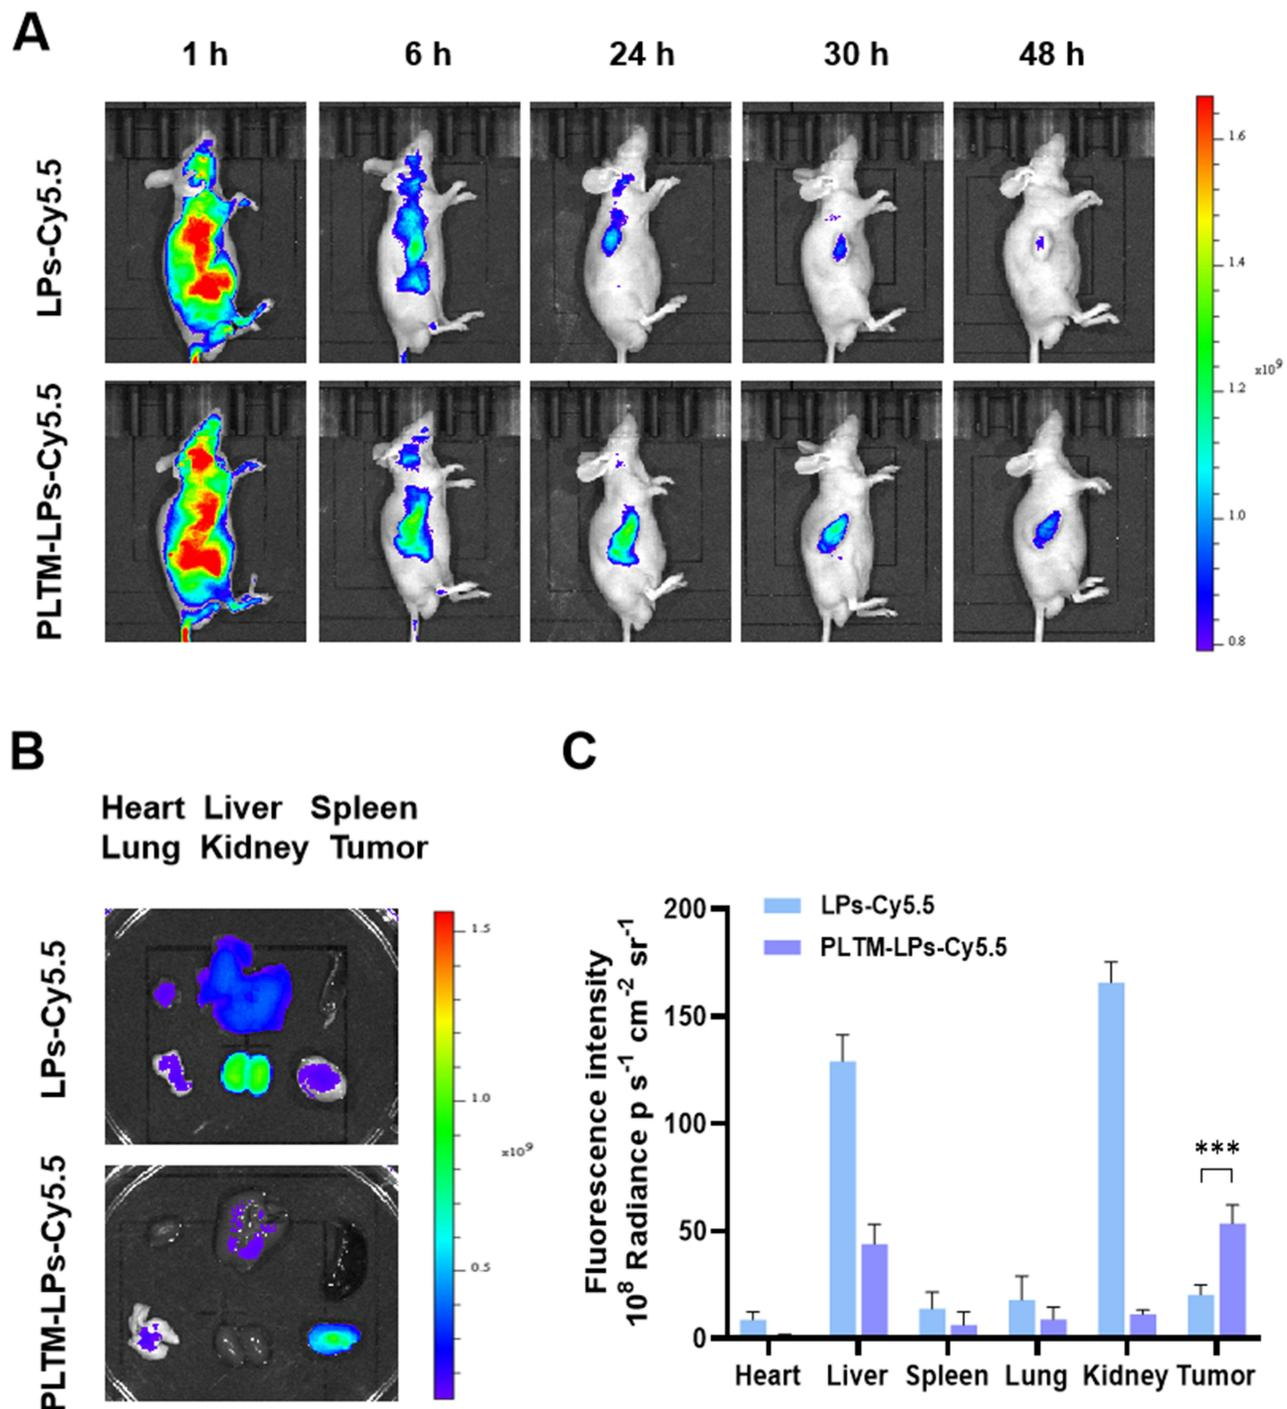 A
1 h 6 h 24 h 30 h 48 h
LPs-Cy5.5
PLTM-LPs-Cy5.5
1.6
1.4
x10⁹
1.2
1.0
0.8
B
Heart Liver Spleen
Lung Kidney Tumor
LPs-Cy5.5
PLTM-LPs-Cy5.5
1.5
1.0
x10⁹
0.5
C
LPs-Cy5.5
PLTM-LPs-Cy5.5
Fluorescence intensity
10⁸ Radiance p s⁻¹ cm⁻² sr⁻¹
200
150
100
50
0
***
Heart Liver Spleen Lung Kidney Tumor